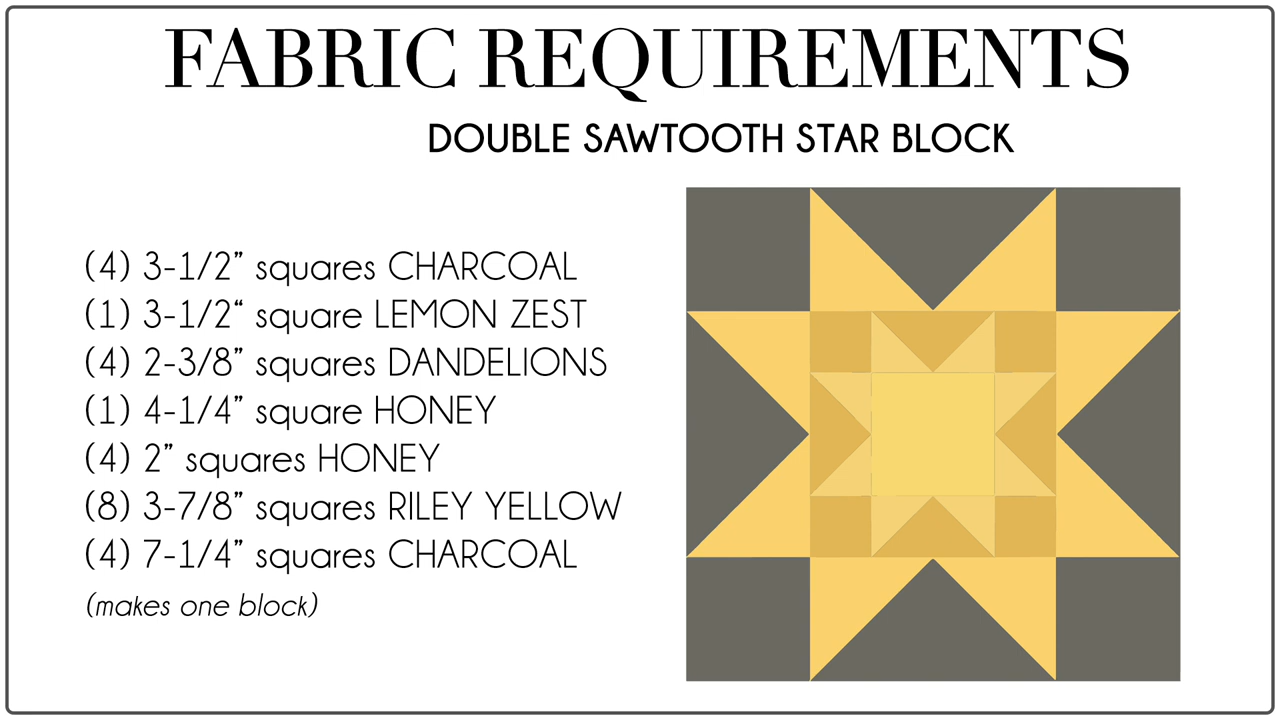 FABRIC REQUIREMENTS
DOUBLE SAWTOOTH STAR BLOCK
(4) 3-1/2” squares CHARCOAL
(1) 3-1/2“ square LEMON ZEST
(4) 2-3/8” squares DANDELIONS
(1) 4-1/4” square HONEY
(4) 2” squares HONEY
(8) 3-7/8” squares RILEY YELLOW
(4) 7-1/4” squares CHARCOAL
(makes one block)